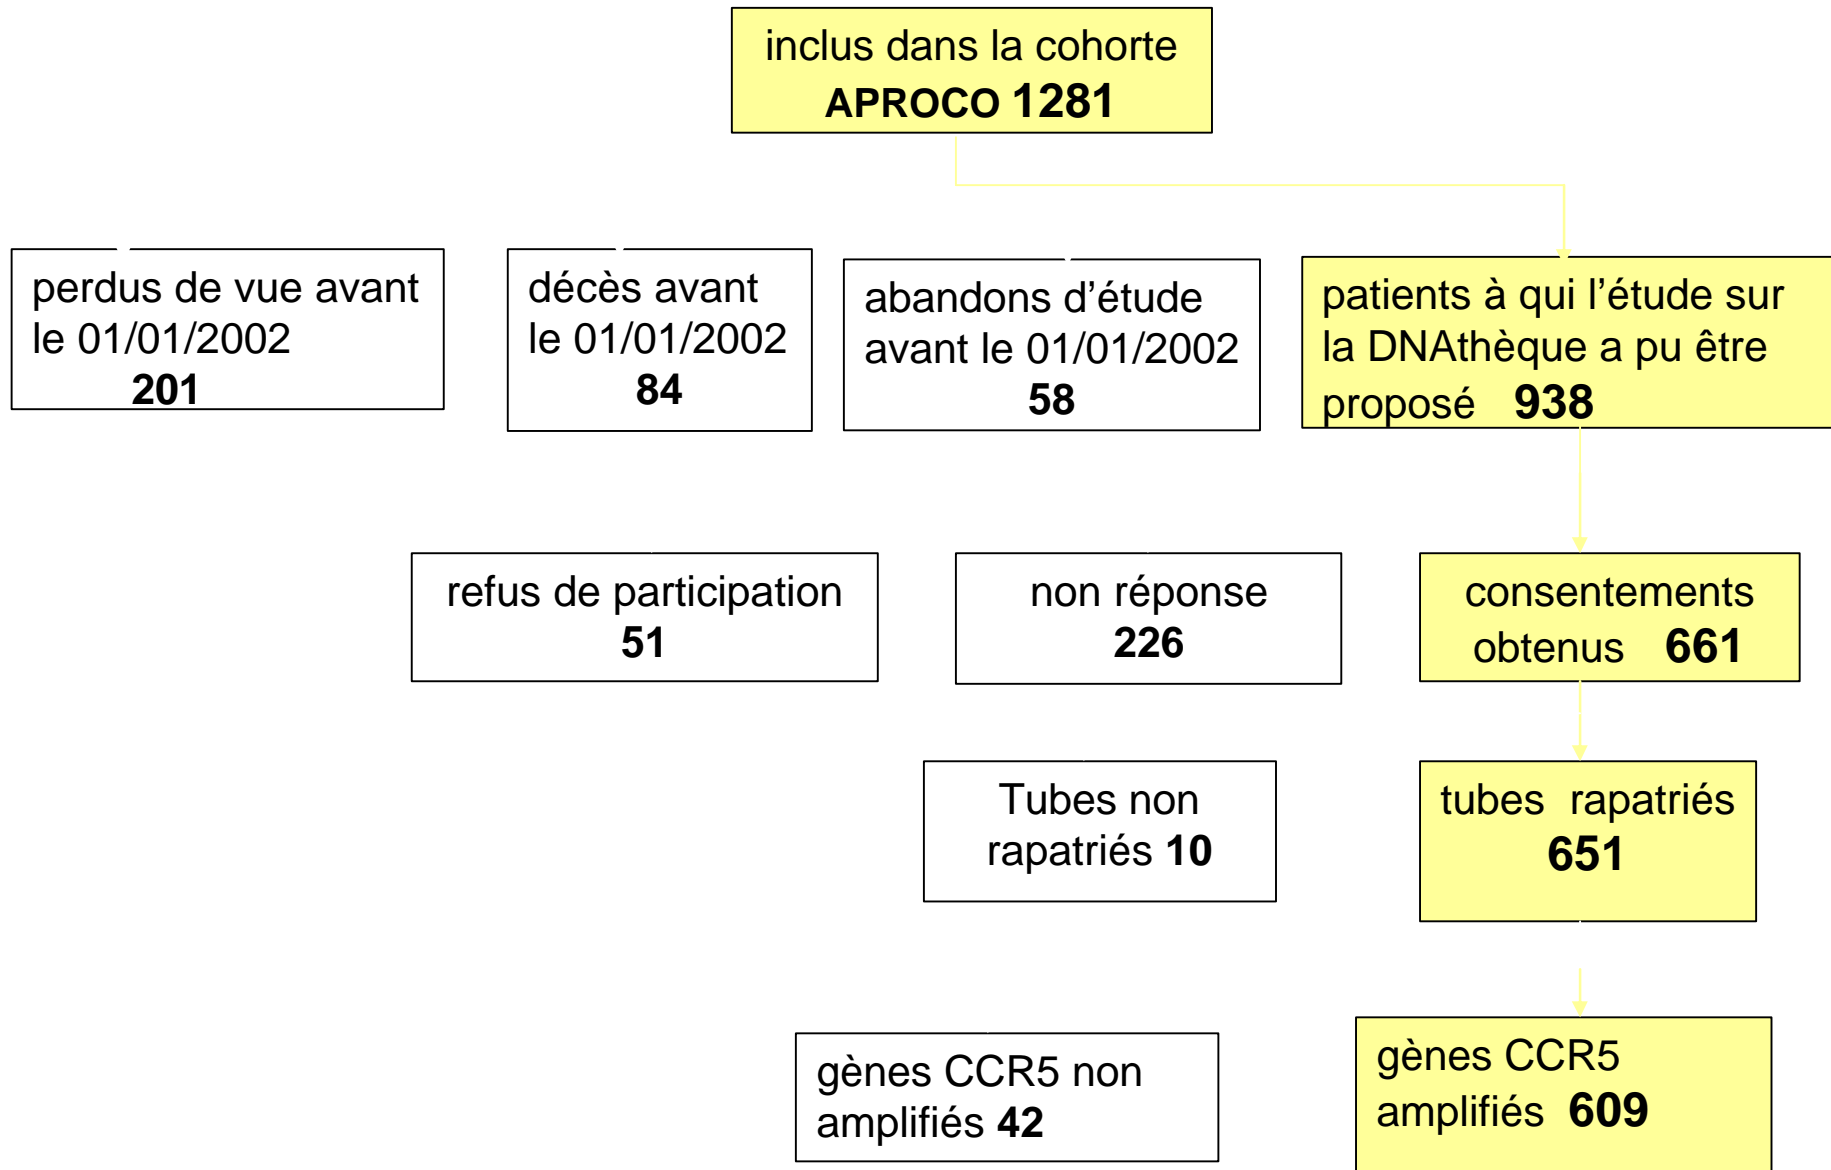 inclus dans la cohorte
APROCO 1281
perdus de vue avant
le 01/01/2002
201
décès avant
le 01/01/2002
84
abandons d’étude
avant le 01/01/2002
58
patients à qui l’étude sur
la DNAthèque a pu être
proposé 938
refus de participation
51
non réponse
226
consentements
obtenus 661
Tubes non
rapatriés 10
tubes rapatriés
651
gènes CCR5 non
amplifiés 42
gènes CCR5
amplifiés 609